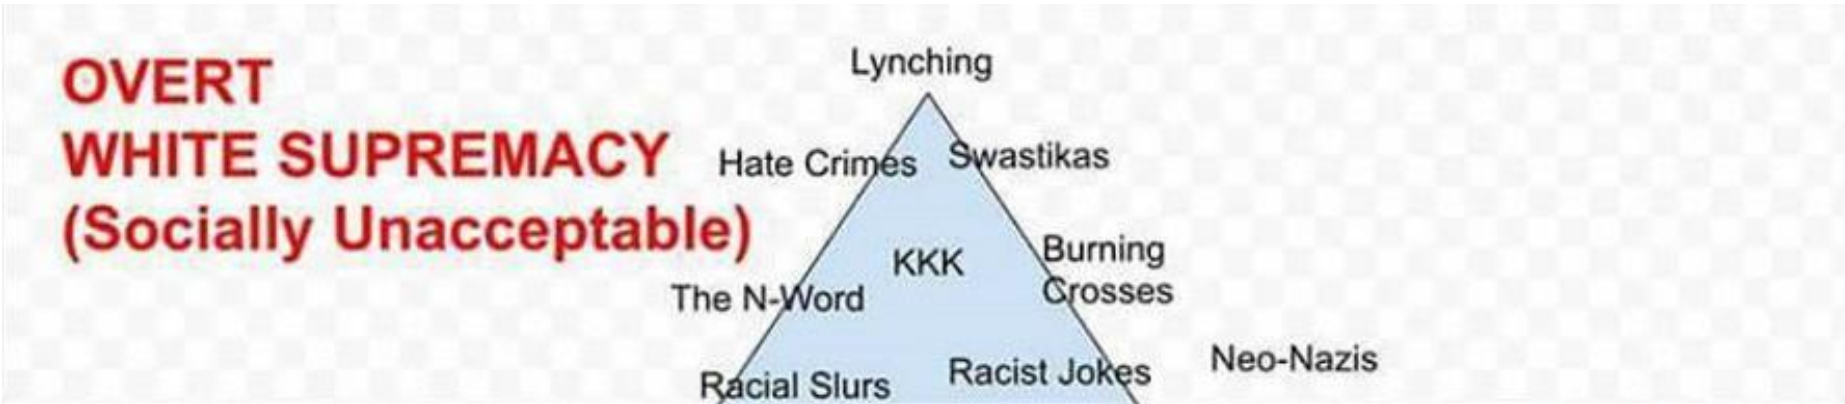 OVERT
WHITE SUPREMACY
(Socially Unacceptable)
Lynching
Hate Crimes
Swastikas
KKK
Burning
Crosses
The N-Word
Racial Slurs
Racist Jokes
Neo-Nazis